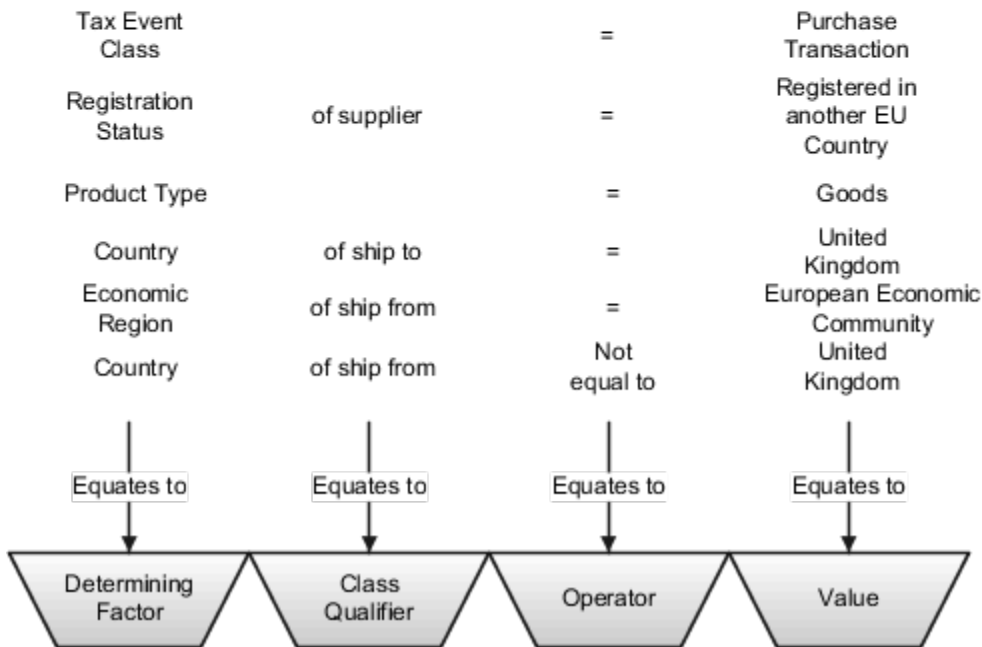 Tax Event
Class
=
Purchase
Transaction
Registration
Status
of supplier
=
Registered in
another EU
Country
Product Type
=
Goods
Country
of ship to
=
United
Kingdom
Economic
Region
of ship from
=
European Economic
Community
Country
of ship from
Not
equal to
United
Kingdom
Equates to
Equates to
Equates to
Equates to
Determining
Factor
Class
Qualifier
Operator
Value